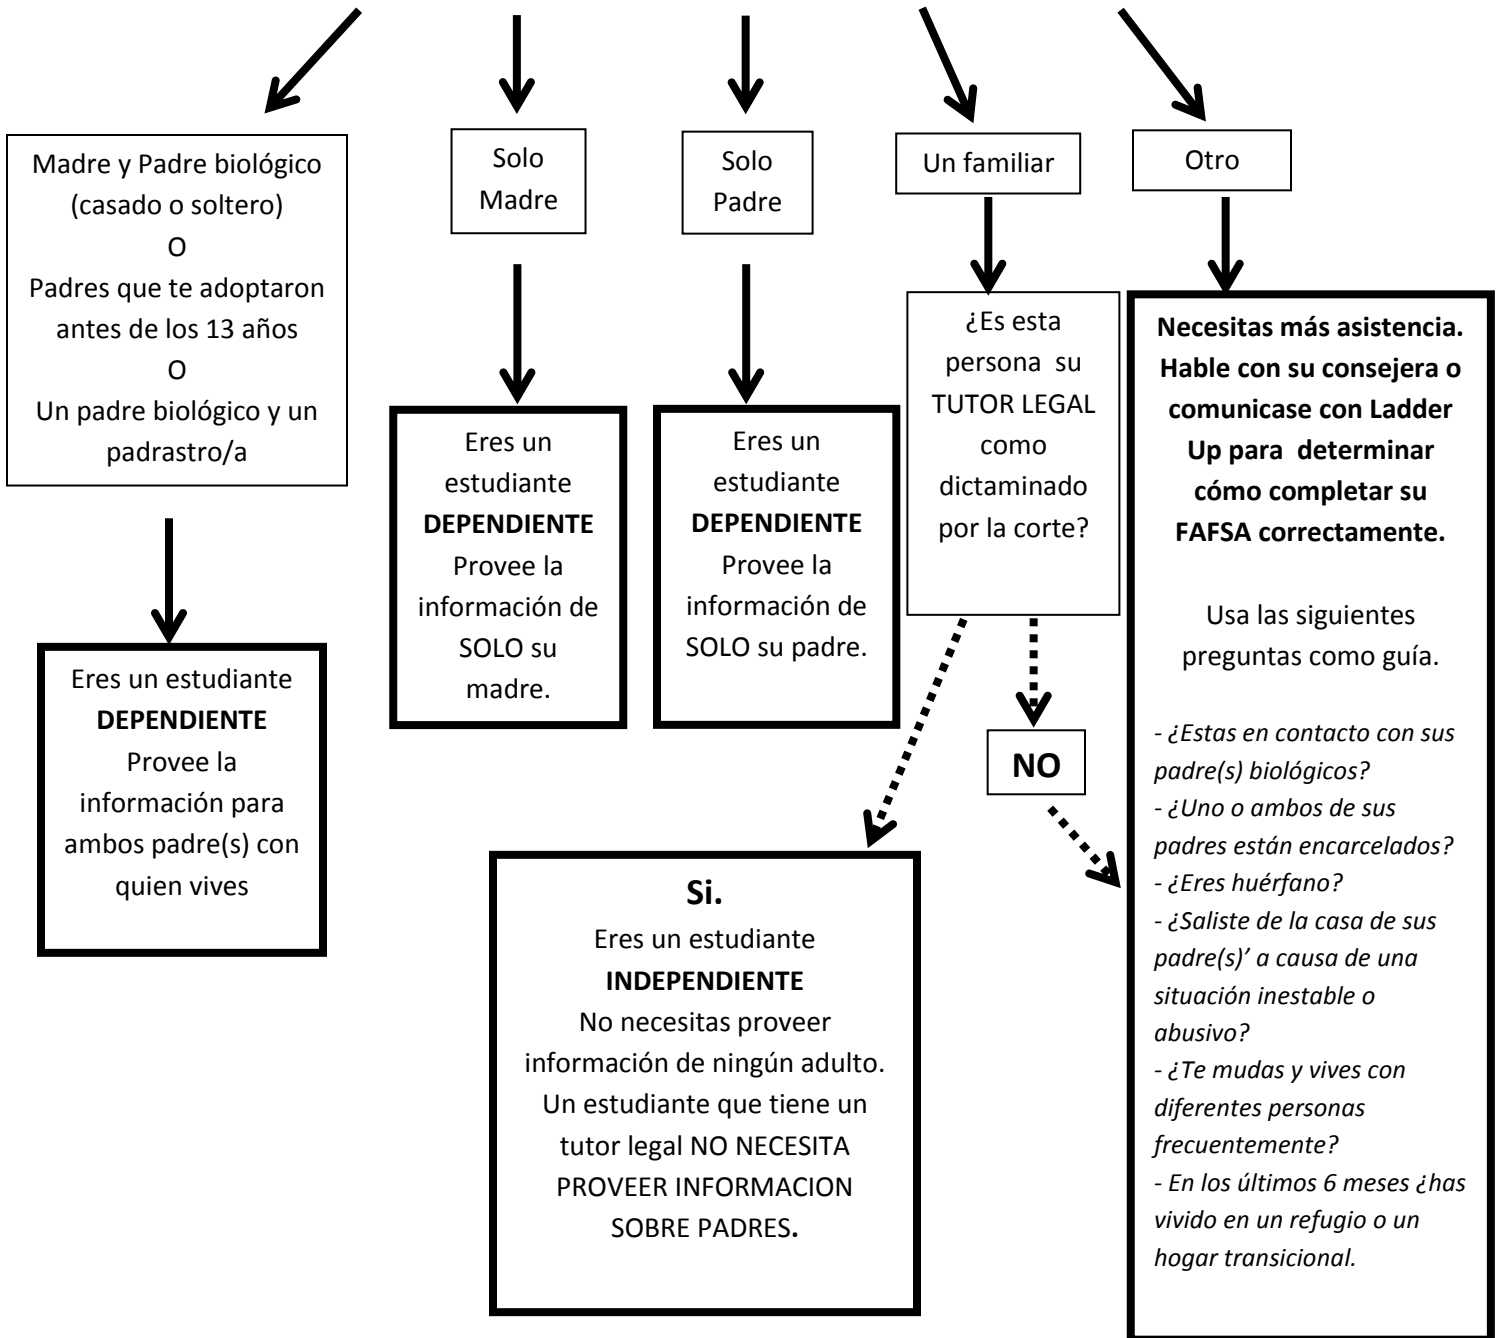 Madre y Padre biológico
(casado o soltero)
O
Padres que te adoptaron
antes de los 13 años
O
Un padre biológico y un
padrastro/a
Solo
Madre
Solo
Padre
Un familiar
Otro
Eres un estudiante
DEPENDIENTE
Provee la
información para
ambos padre(s) con
quien vives
Eres un
estudiante
DEPENDIENTE
Provee la
información de
SOLO su
madre.
Eres un
estudiante
DEPENDIENTE
Provee la
información de
SOLO su padre.
¿Es esta
persona su
TUTOR LEGAL
como
dictaminado
por la corte?
NO
Si.
Eres un estudiante
INDEPENDIENTE
No necesitas proveer
información de ningún adulto.
Un estudiante que tiene un
tutor legal NO NECESITA
PROVEER INFORMACION
SOBRE PADRES.
Necesitas más asistencia.
Hable con su consejera o
comunicase con Ladder
Up para determinar
cómo completar su
FAFSA correctamente.
Usa las siguientes
preguntas como guía.
- ¿Estas en contacto con sus
padre(s) biológicos?
- ¿Uno o ambos de sus
padres están encarcelados?
- ¿Eres huérfano?
- ¿Saliste de la casa de sus
padre(s)’ a causa de una
situación inestable o
abusivo?
- ¿Te mudas y vives con
diferentes personas
frecuentemente?
- En los últimos 6 meses ¿has
vivido en un refugio o un
hogar transicional.